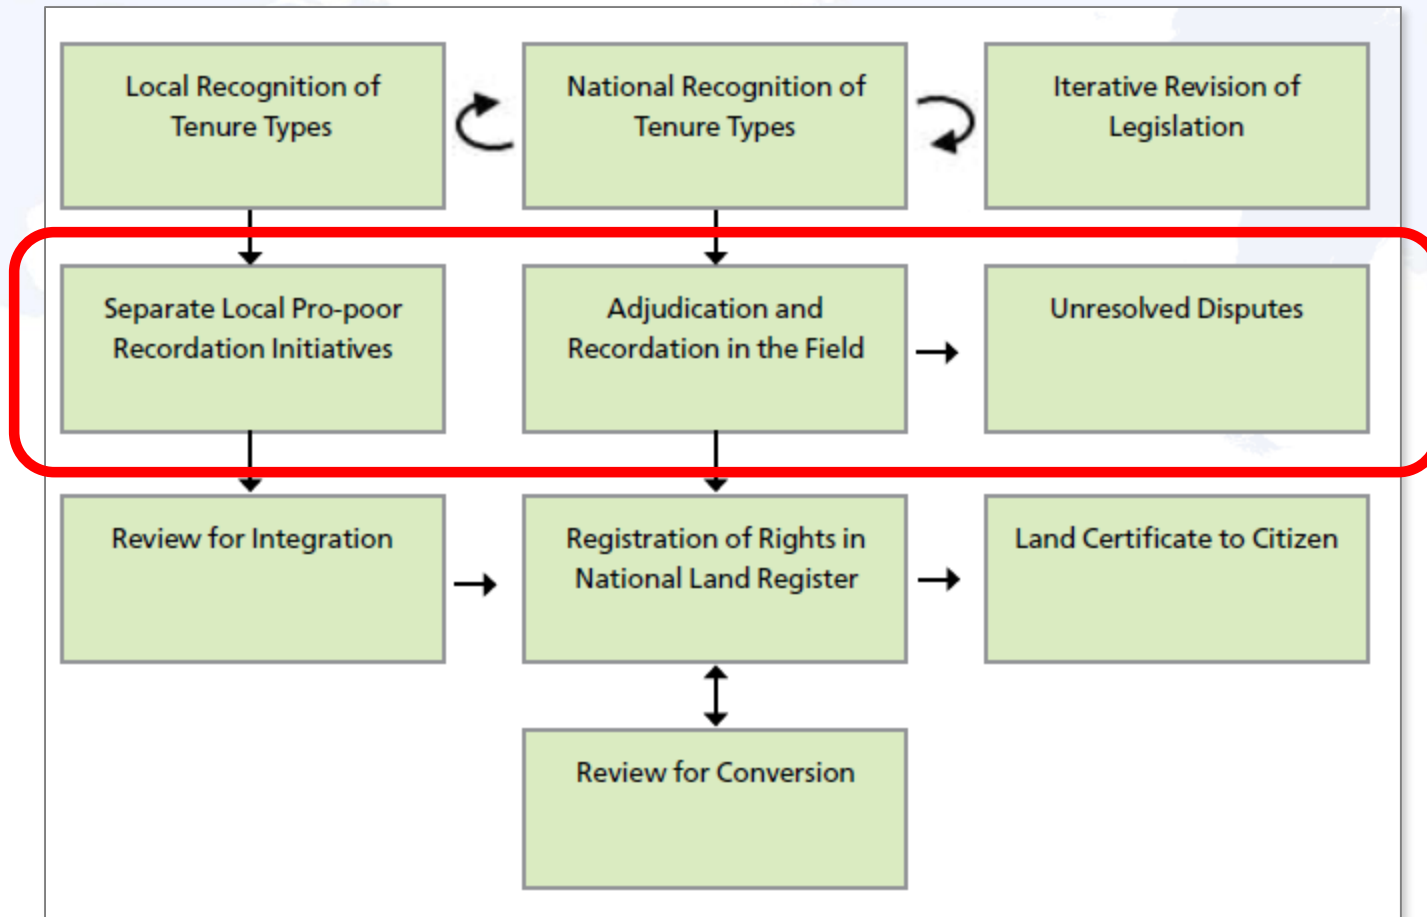 Local Recognition of
Tenure Types
National Recognition of
Tenure Types
Iterative Revision of
Legislation
Separate Local Pro-poor
Recordation Initiatives
Adjudication and
Recordation in the Field
Unresolved Disputes
Review for Integration
Registration of Rights in
National Land Register
Land Certificate to Citizen
Review for Conversion